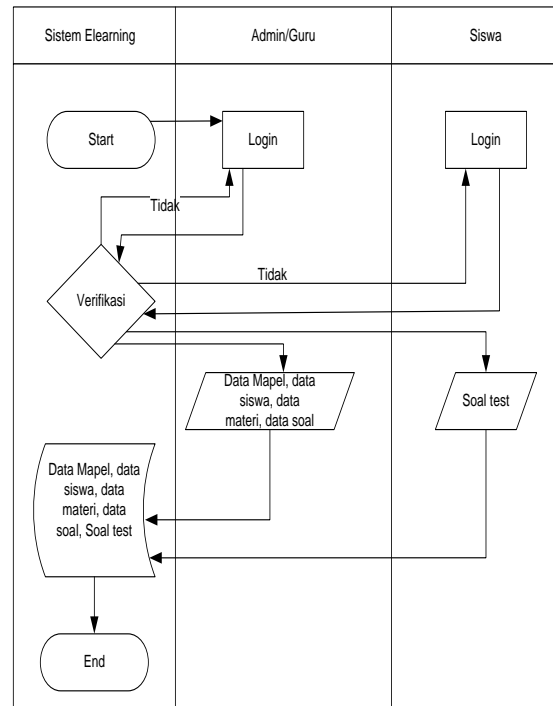 Sistem Elearning
Admin/Guru
Siswa
Start
Login
Login
Tidak
Verifikasi
Tidak
Data Mapel, data
siswa, data
materi, data soal
Soal test
Data Mapel, data
siswa, data
materi, data
soal, Soal test
End